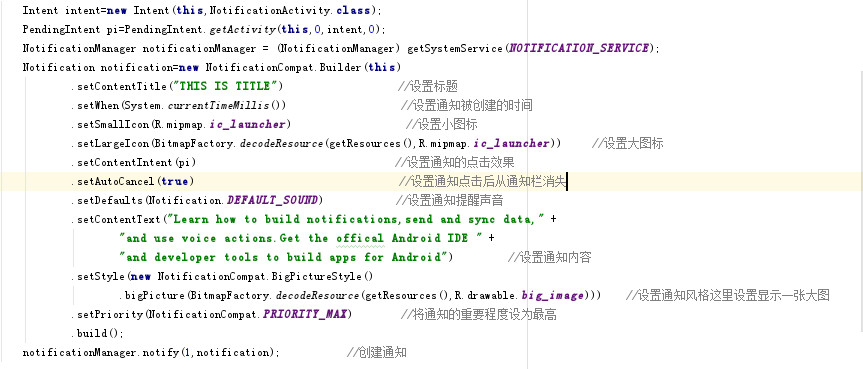 Intent intent=new Intent(this,NotificationActivity.class);
PendingIntent pi=PendingIntent.getActivity(this,0,intent,0);
NotificationManager notificationManager = (NotificationManager) getSystemService(NOTIFICATION_SERVICE);
Notification notification=new NotificationCompat.Builder(this)
.setContentTitle("THIS IS TITLE") //设置标题
.setWhen(System.currentTimeMillis()) //设置通知被创建的时间
.setSmallIcon(R.mipmap.ic_launcher) //设置小图标
.setLargeIcon(BitmapFactory.decodeResource(getResources(),R.mipmap.ic_launcher)) //设置大图标
.setContentIntent(pi) //设置通知的点击效果
.setAutoCancel(true) //设置通知点击后从通知栏消失
.setDefaults(Notification.DEFAULT_SOUND) //设置通知提醒声音
.setContentText("Learn how to build notifications,send and sync data," +
"and use voice actions.Get the offical Android IDE " +
"and developer tools to build apps for Android") //设置通知内容
.setStyle(new NotificationCompat.BigPictureStyle()
.bigPicture(BitmapFactory.decodeResource(getResources(),R.drawable.big_image))) //设置通知风格这里设置显示一张大图
.setPriority(NotificationCompat.PRIORITY_MAX) //将通知的重要程度设为最高
.build();
notificationManager.notify(1,notification); //创建通知